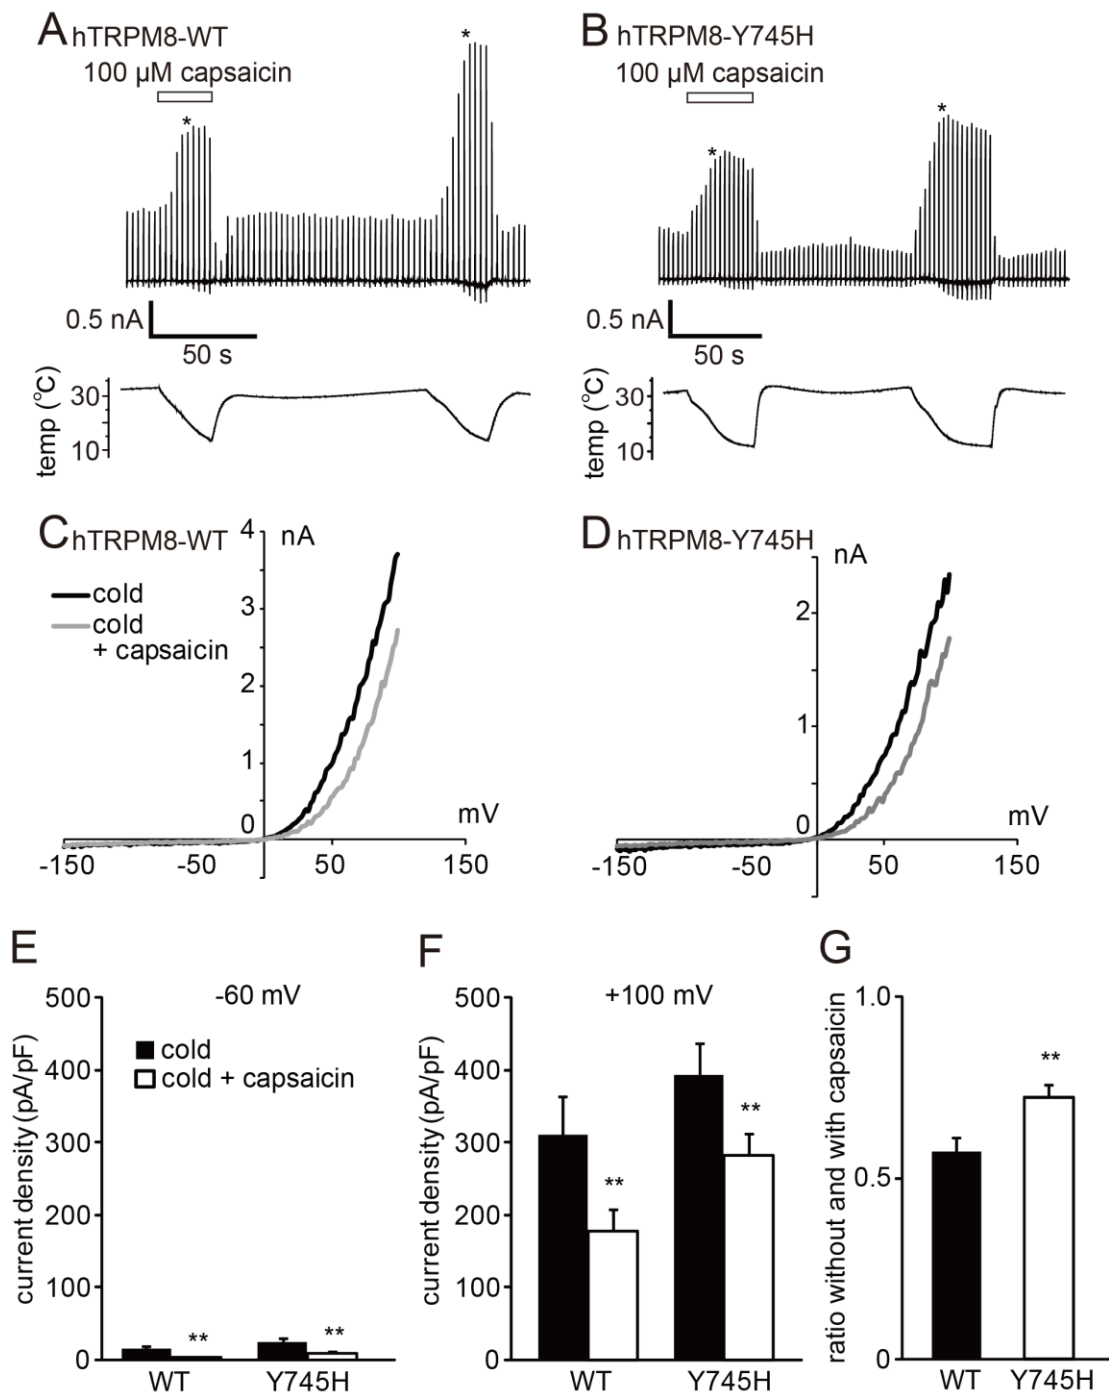 A hTRPM8-WT
100 µM capsaicin
*
*
0.5 nA
50 s
temp (°C)
30
10
B hTRPM8-Y745H
100 µM capsaicin
*
*
0.5 nA
50 s
temp (°C)
30
10
C hTRPM8-WT
cold
cold
+ capsaicin
nA
4
3
2
1
0
mV
-150
-50
50
150
D hTRPM8-Y745H
nA
2
1
0
mV
-150
-50
50
150
E
-60 mV
cold
cold + capsaicin
current density (pA/pF)
500
400
300
200
100
0
**
**
WT
Y745H
F
+100 mV
current density (pA/pF)
500
400
300
200
100
0
**
**
WT
Y745H
G
ratio without and with capsaicin
1.0
0.5
0
**
WT
Y745H